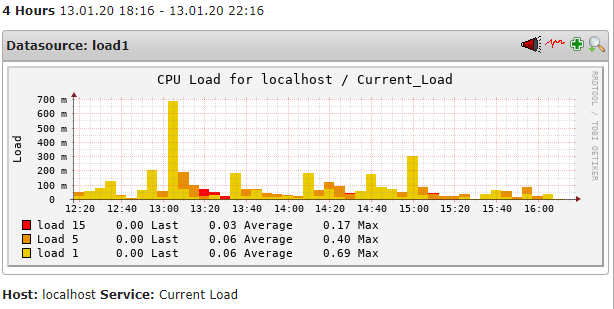 4 Hours 13.01.20 18:16 - 13.01.20 22:16
Datasource: load1
CPU Load for localhost / Current_Load
RRDTOOL / TOBI OETIKER
Load
700 m
600 m
500 m
400 m
300 m
200 m
100 m
0
12:20 12:40 13:00 13:20 13:40 14:00 14:20 14:40 15:00 15:20 15:40 16:00
load 15 0.00 Last 0.03 Average 0.17 Max
Load 5 0.00 Last 0.06 Average 0.40 Max
load 1 0.00 Last 0.06 Average 0.69 Max
Host: localhost Service: Current Load